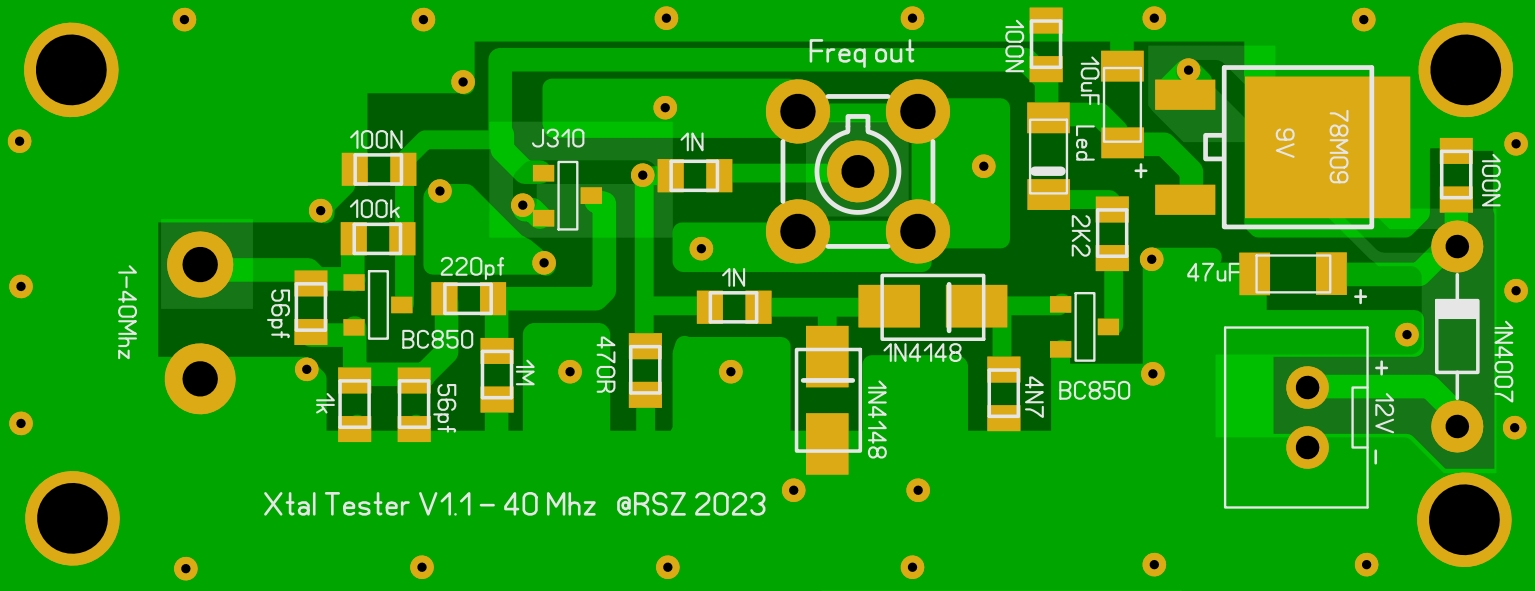 Freq out
100N
10uF
+
Led
78M09
9V
100N
100N
J310
1N
100k
2K2
220pf
1N
47uF
+
1-40Mhz
56pf
BC850
1M
470R
1N4148
1N4007
1k
56pf
1N4148
4N7
BC850
+
12V
-
Xtal Tester V1.1 - 40 Mhz @RSZ 2023